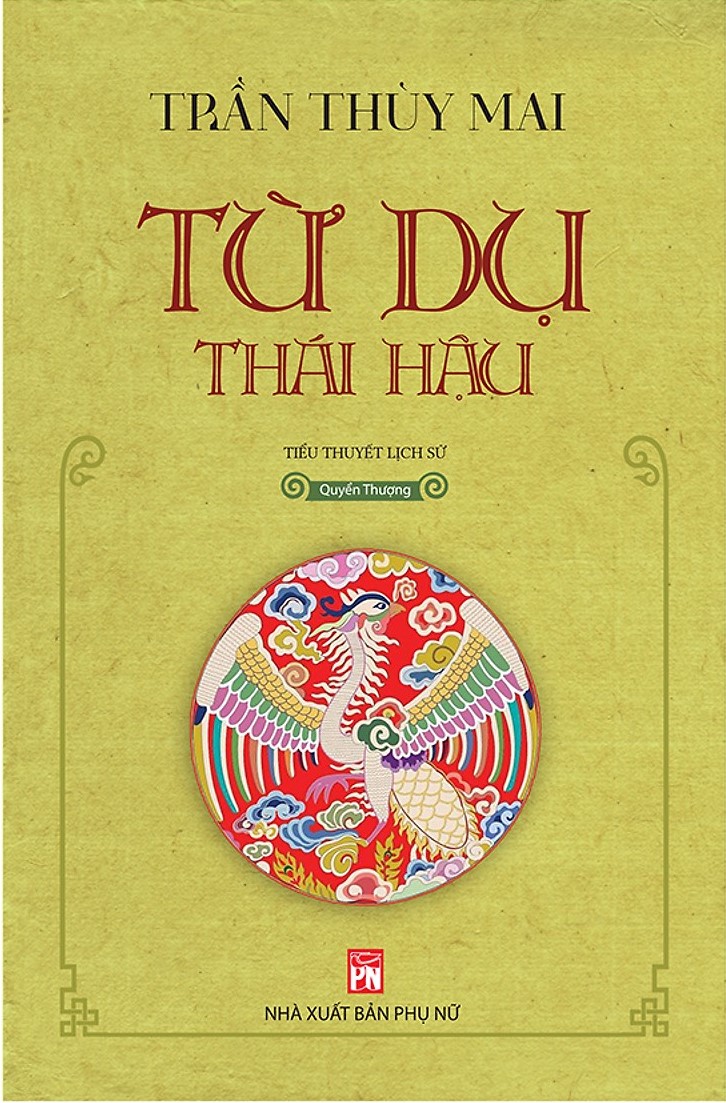 TRẦN THÙY MAI
TỪ DỤ
THÁI HẬU
TIỂU THUYẾT LỊCH SỬ
Quyển Thượng
PN
NHÀ XUẤT BẢN PHỤ NỮ